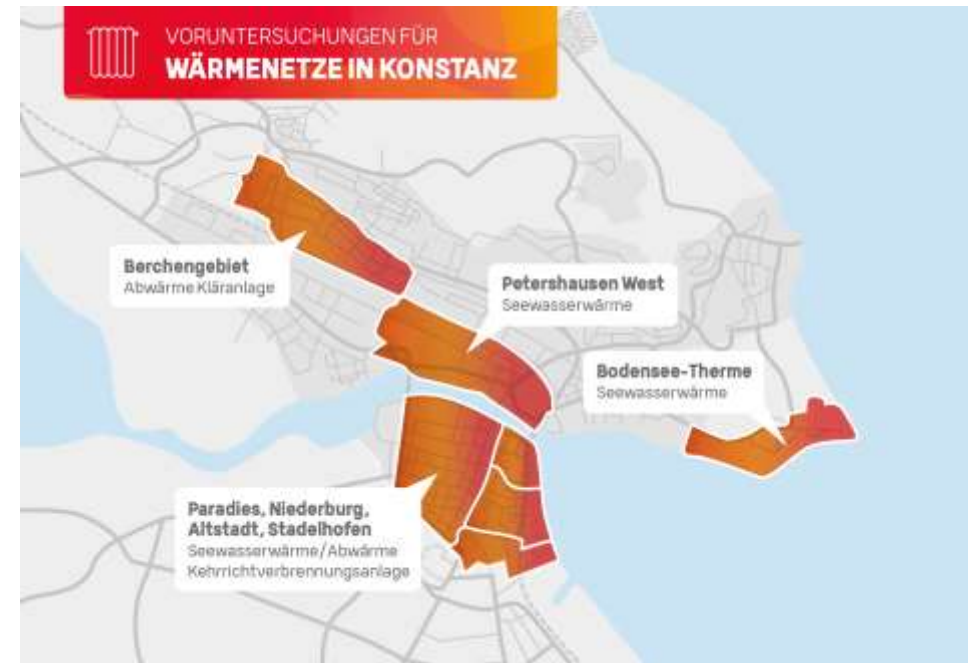 VORUNTERSUCHUNGEN FÜR
WÄRMENETZE IN KONSTANZ
Berchengebiet
Abwärme Kläranlage
Petershausen West
Seewasserwärme
Bodensee-Therme
Seewasserwärme
Paradies, Niederburg,
Altstadt, Stadelhofen
Seewasserwärme/Abwärme
Kehrrichtverbrennungsanlage